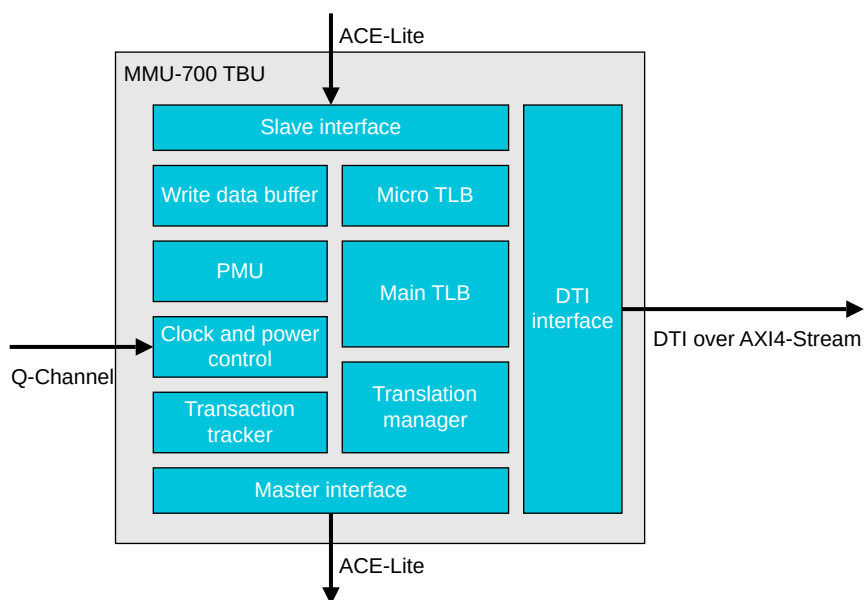 ACE-Lite
MMU-700 TBU
Slave interface
Write data buffer
Micro TLB
PMU
Main TLB
DTI
interface
DTI over AXI4-Stream
Clock and power
control
Q-Channel
Transaction
tracker
Translation
manager
Master interface
ACE-Lite